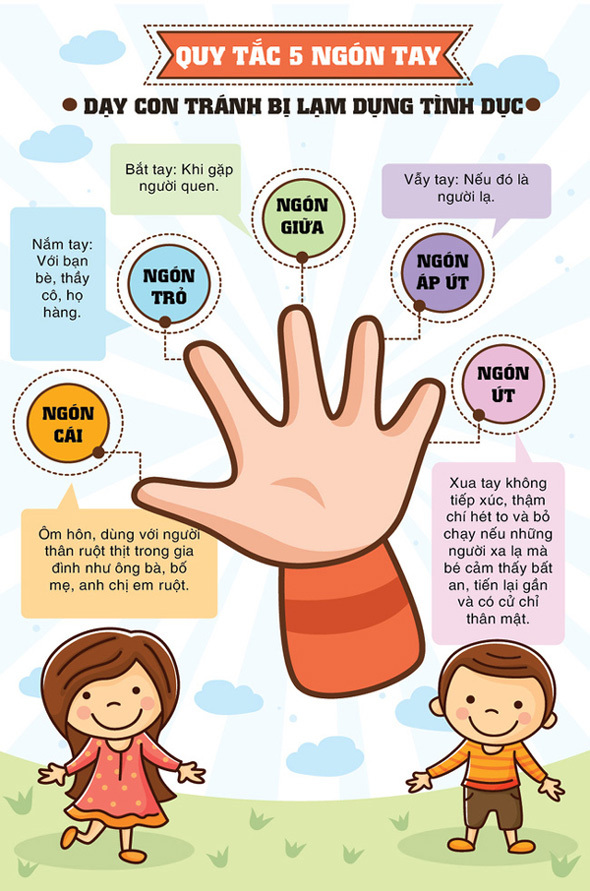 QUY TẮC 5 NGÓN TAY
DẠY CON TRÁNH BỊ LẠM DỤNG TÌNH DỤC
Bắt tay: Khi gặp
người quen.
NGÓN
GIỮA
Vẫy tay: Nếu đó là
người lạ.
Nắm tay:
Với bạn
bè, thầy
cô, họ
hàng.
NGÓN
TRỎ
NGÓN
ÁP ÚT
NGÓN
CÁI
NGÓN
ÚT
Ôm hôn, dùng với người
thân ruột thịt trong gia
đình như ông bà, bố
mẹ, anh chị em ruột.
Xua tay không
tiếp xúc, thậm
chí hét to và bỏ
chạy nếu những
người xa lạ mà
bé cảm thấy bất
an, tiến lại gần
và có cử chỉ
thân mật.